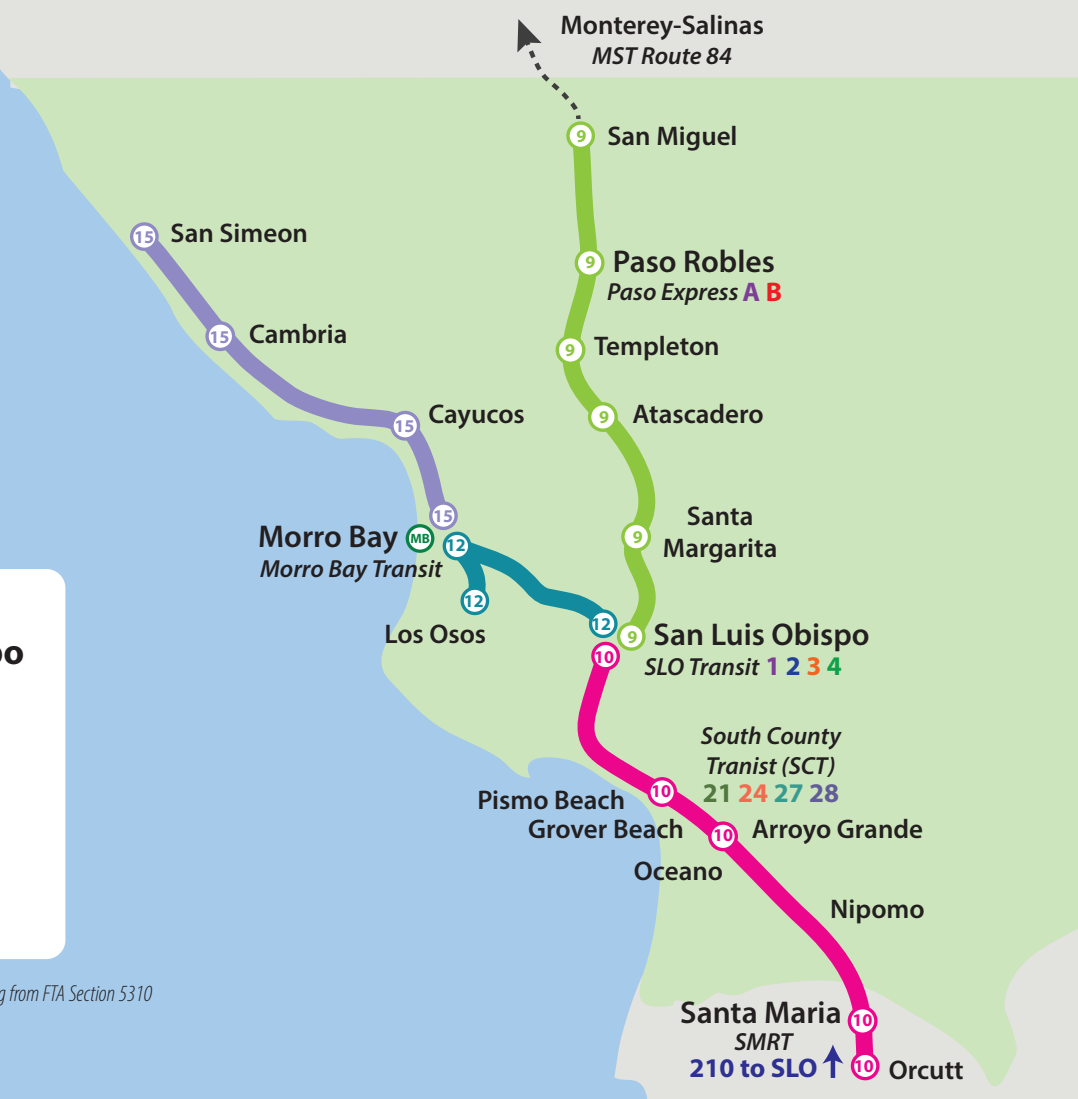 Monterey-Salinas
MST Route 84
9 San Miguel
15 San Simeon
9 Paso Robles
Paso Express A B
15 Cambria
9 Templeton
15 Cayucos
9 Atascadero
15
Santa
9 Margarita
Morro Bay MB 12
Morro Bay Transit
12
Los Osos
12
9 San Luis Obispo
10
SLO Transit 1 2 3 4
South County
Tranist (SCT)
21 24 27 28
Pismo Beach 10
Grover Beach 10 Arroyo Grande
Oceano
Nipomo
Santa Maria 10
SMRT
210 to SLO
10 Orcutt
from FTA Section 5310